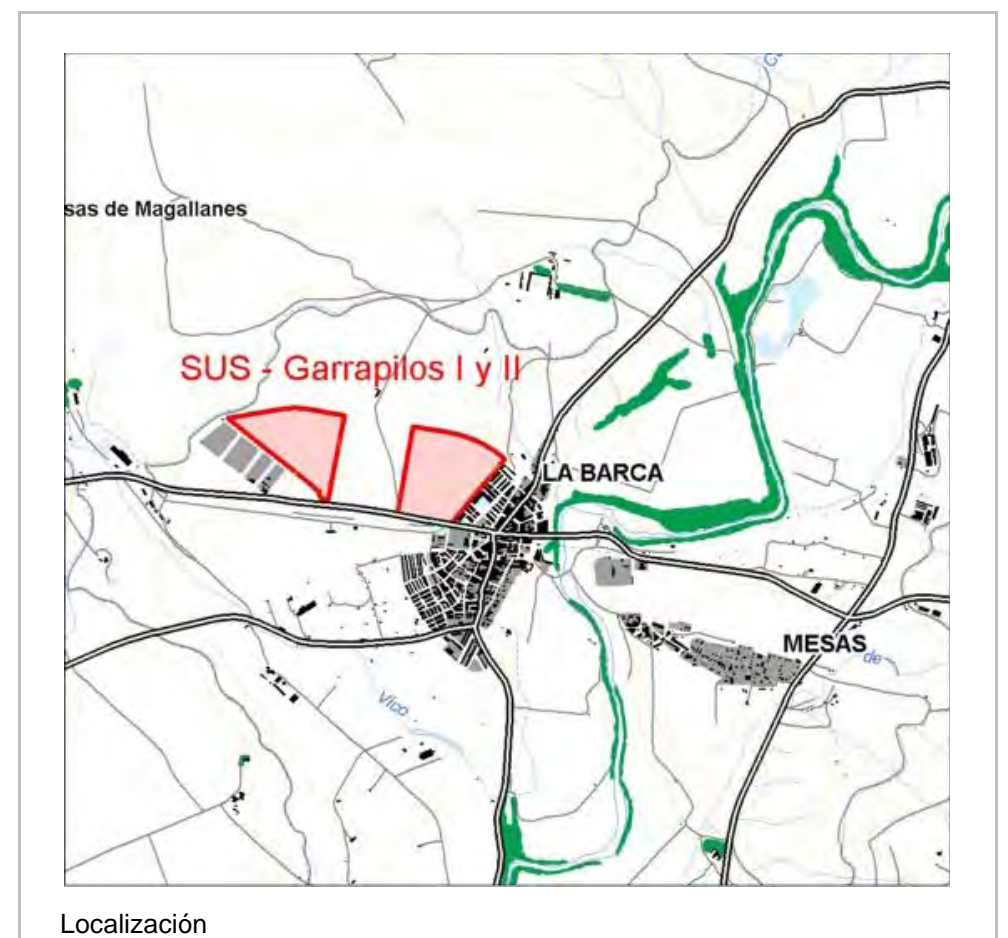 sas de Magallanes
SUS - Garrapilos I y II
LA BARCA
MESAS
de
Vico
Localización